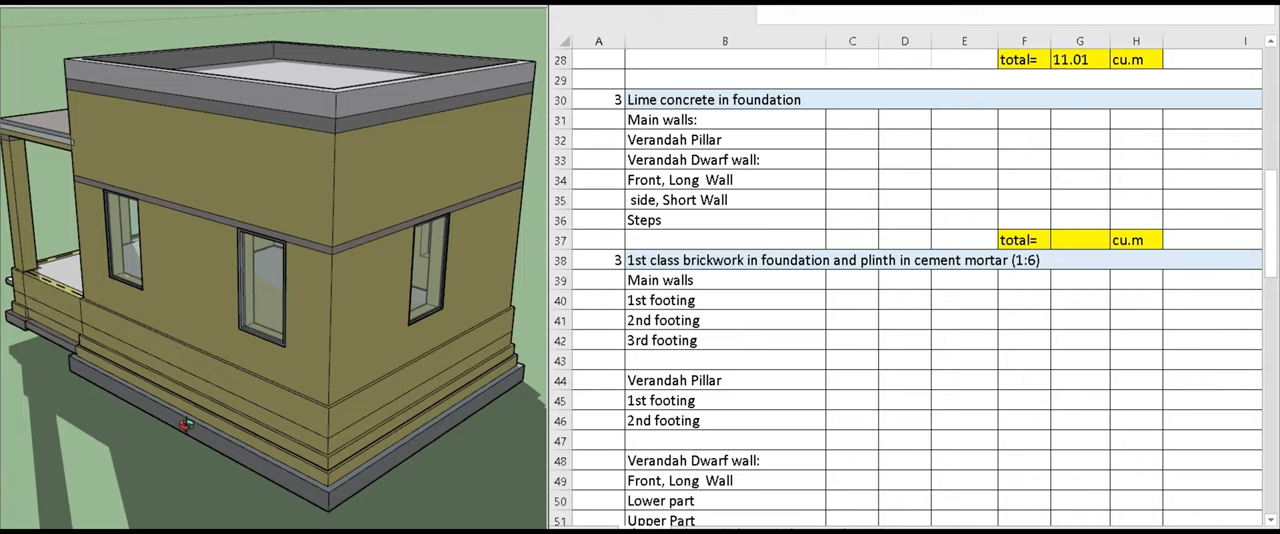 A B C D E F G H I
28 total= 11.01 cu.m
29
30 3 Lime concrete in foundation
31 Main walls:
32 Verandah Pillar
33 Verandah Dwarf wall:
34 Front, Long Wall
35 side, Short Wall
36 Steps
37 total= cu.m
38 3 1st class brickwork in foundation and plinth in cement mortar (1:6)
39 Main walls
40 1st footing
41 2nd footing
42 3rd footing
43
44 Verandah Pillar
45 1st footing
46 2nd footing
47
48 Verandah Dwarf wall:
49 Front, Long Wall
50 Lower part
51 Upper Part